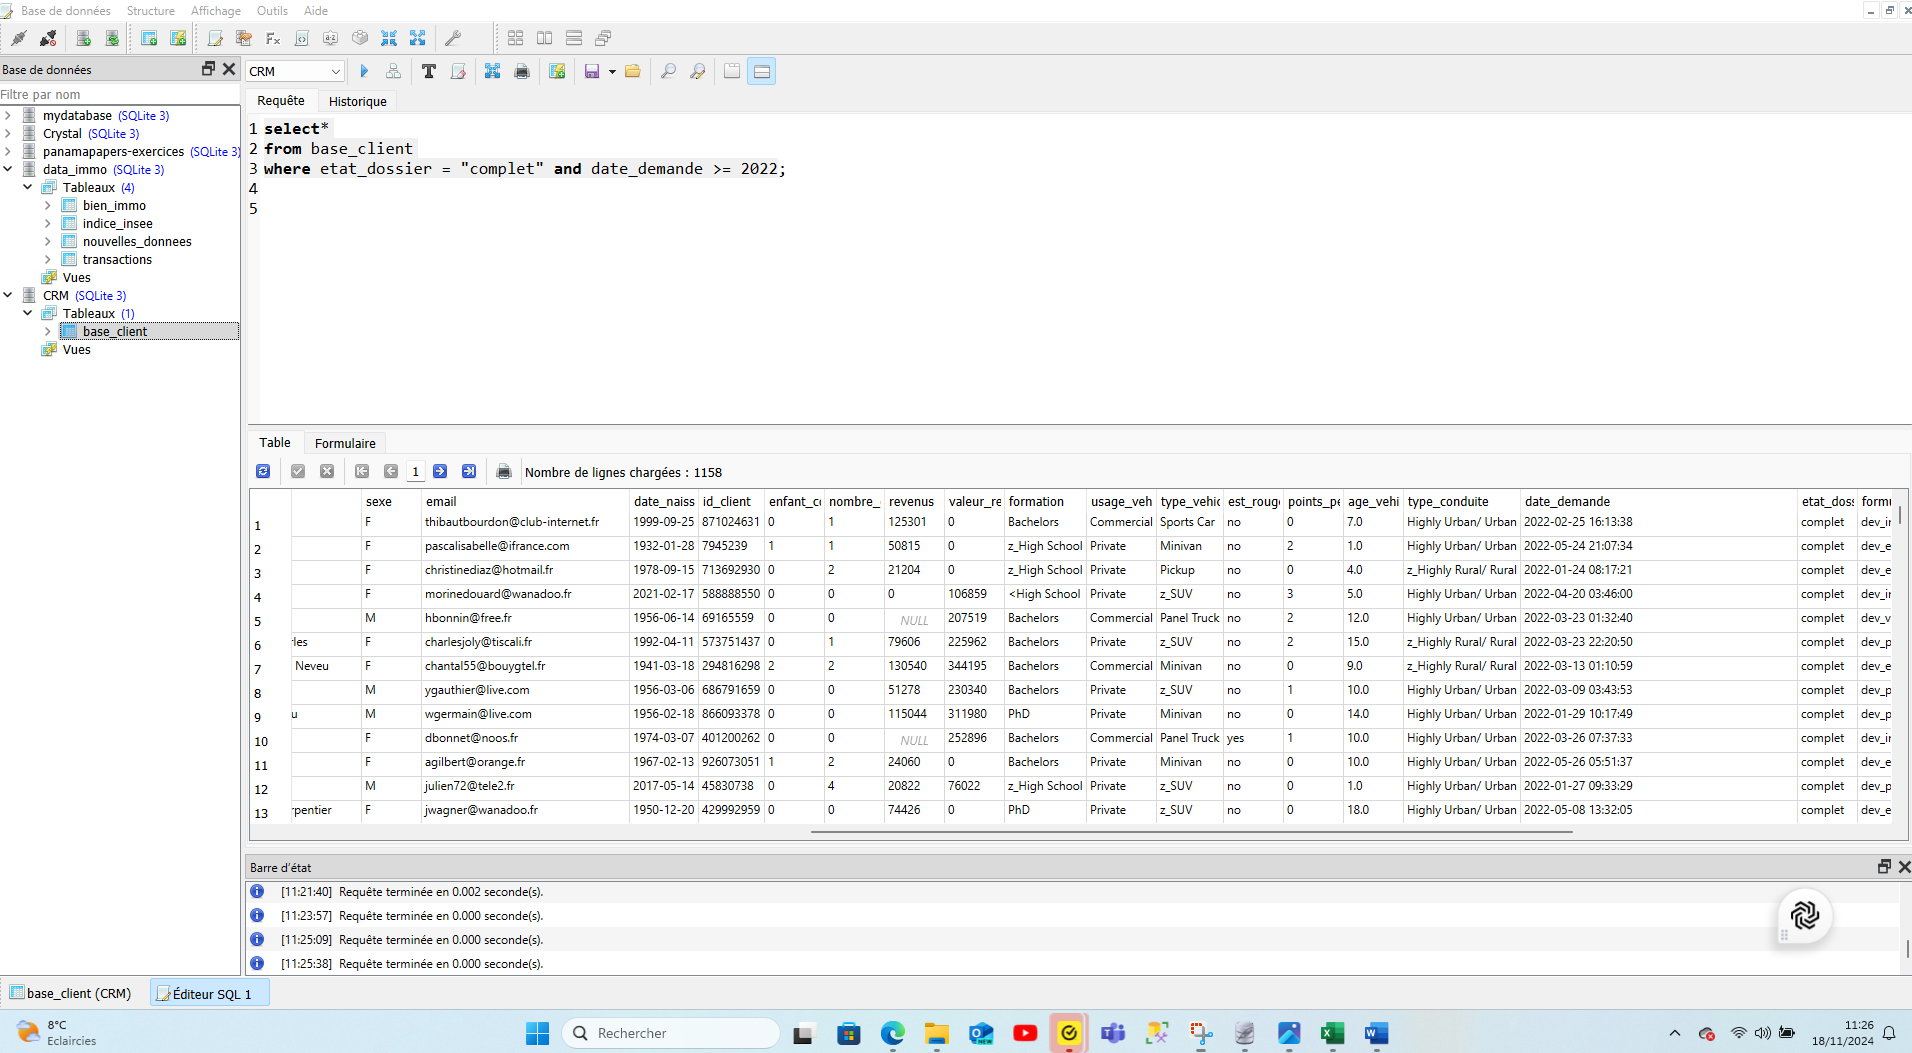 Base de données Structure Affichage Outils Aide
Base de données
Filtre par nom
mydatabase (SQLite 3)
Crystal (SQLite 3)
panamapapers-exercices (SQLite 3)
data_immo (SQLite 3)
Tableaux (4)
bien_immo
indice_insee
nouvelles_donnees
transactions
Vues
CRM (SQLite 3)
Tableaux (1)
base_client
Vues
CRM
Requête Historique
1 select*
2 from base_client
3 where etat_dossier = "complet" and date_demande >= 2022;
4
5
Table Formulaire
1 Nombre de lignes chargées : 1158
sexe email date_naiss id_client enfant_co nombre_ revenus valeur_re formation usage_veh type_vehic est_rouge points_pe age_vehi type_conduite date_demande etat_doss formu
1 F thibautbourdon@club-internet.fr 1999-09-25 871024631 0 1 125301 0 Bachelors Commercial Sports Car no 0 7.0 Highly Urban/ Urban 2022-02-25 16:13:38 complet dev_in
2 F pascalisabelle@ifrance.com 1932-01-28 7945239 1 1 50815 0 z_High School Private Minivan no 2 1.0 Highly Urban/ Urban 2022-05-24 21:07:34 complet dev_e
3 F christinediaz@hotmail.fr 1978-09-15 713692930 0 2 21204 0 z_High School Private Pickup no 0 4.0 z_Highly Rural/ Rural 2022-01-24 08:17:21 complet dev_e
4 F morinedouard@wanadoo.fr 2021-02-17 588888550 0 0 0 106859 <High School Private z_SUV no 3 5.0 Highly Urban/ Urban 2022-04-20 03:46:00 complet dev_in
5 M hbonnin@free.fr 1956-06-14 69165559 0 0 NULL 207519 Bachelors Commercial Panel Truck no 2 12.0 Highly Urban/ Urban 2022-03-23 01:32:40 complet dev_v
6 rles F charlesjoly@tiscali.fr 1992-04-11 573751437 0 1 79606 225962 Bachelors Private z_SUV no 2 15.0 z_Highly Rural/ Rural 2022-03-23 22:20:50 complet dev_p
7 Neveu F chantal55@bouygtel.fr 1941-03-18 294816298 2 2 130540 344195 Bachelors Commercial Minivan no 0 9.0 z_Highly Rural/ Rural 2022-03-13 01:10:59 complet dev_e
8 M ygauthier@live.com 1956-03-06 686791659 0 0 51278 230340 Bachelors Private z_SUV no 1 10.0 Highly Urban/ Urban 2022-03-09 03:43:53 complet dev_p
9 u M wgermain@live.com 1956-02-18 866093378 0 0 115044 311980 PhD Private Minivan no 0 14.0 Highly Urban/ Urban 2022-01-29 10:17:49 complet dev_p
10 F dbonnet@noos.fr 1974-03-07 401200262 0 0 NULL 252896 Bachelors Commercial Panel Truck yes 1 10.0 Highly Urban/ Urban 2022-03-26 07:37:33 complet dev_in
11 F agilbert@orange.fr 1967-02-13 926073051 1 2 24060 0 Bachelors Private Minivan no 0 10.0 Highly Urban/ Urban 2022-05-26 05:51:37 complet dev_e
12 M julien72@tele2.fr 2017-05-14 45830738 0 4 20822 76022 z_High School Private z_SUV no 0 1.0 Highly Urban/ Urban 2022-01-27 09:33:29 complet dev_p
13 rpentier F jwagner@wanadoo.fr 1950-12-20 429992959 0 0 74426 0 PhD Private z_SUV no 0 18.0 Highly Urban/ Urban 2022-05-08 13:32:05 complet dev_e
Barre d'état
[11:21:40] Requête terminée en 0.002 seconde(s).
[11:23:57] Requête terminée en 0.000 seconde(s).
[11:25:09] Requête terminée en 0.000 seconde(s).
[11:25:38] Requête terminée en 0.000 seconde(s).
base_client (CRM) Éditeur SQL 1
8°C
Eclaircies
Rechercher
11:26
18/11/2024